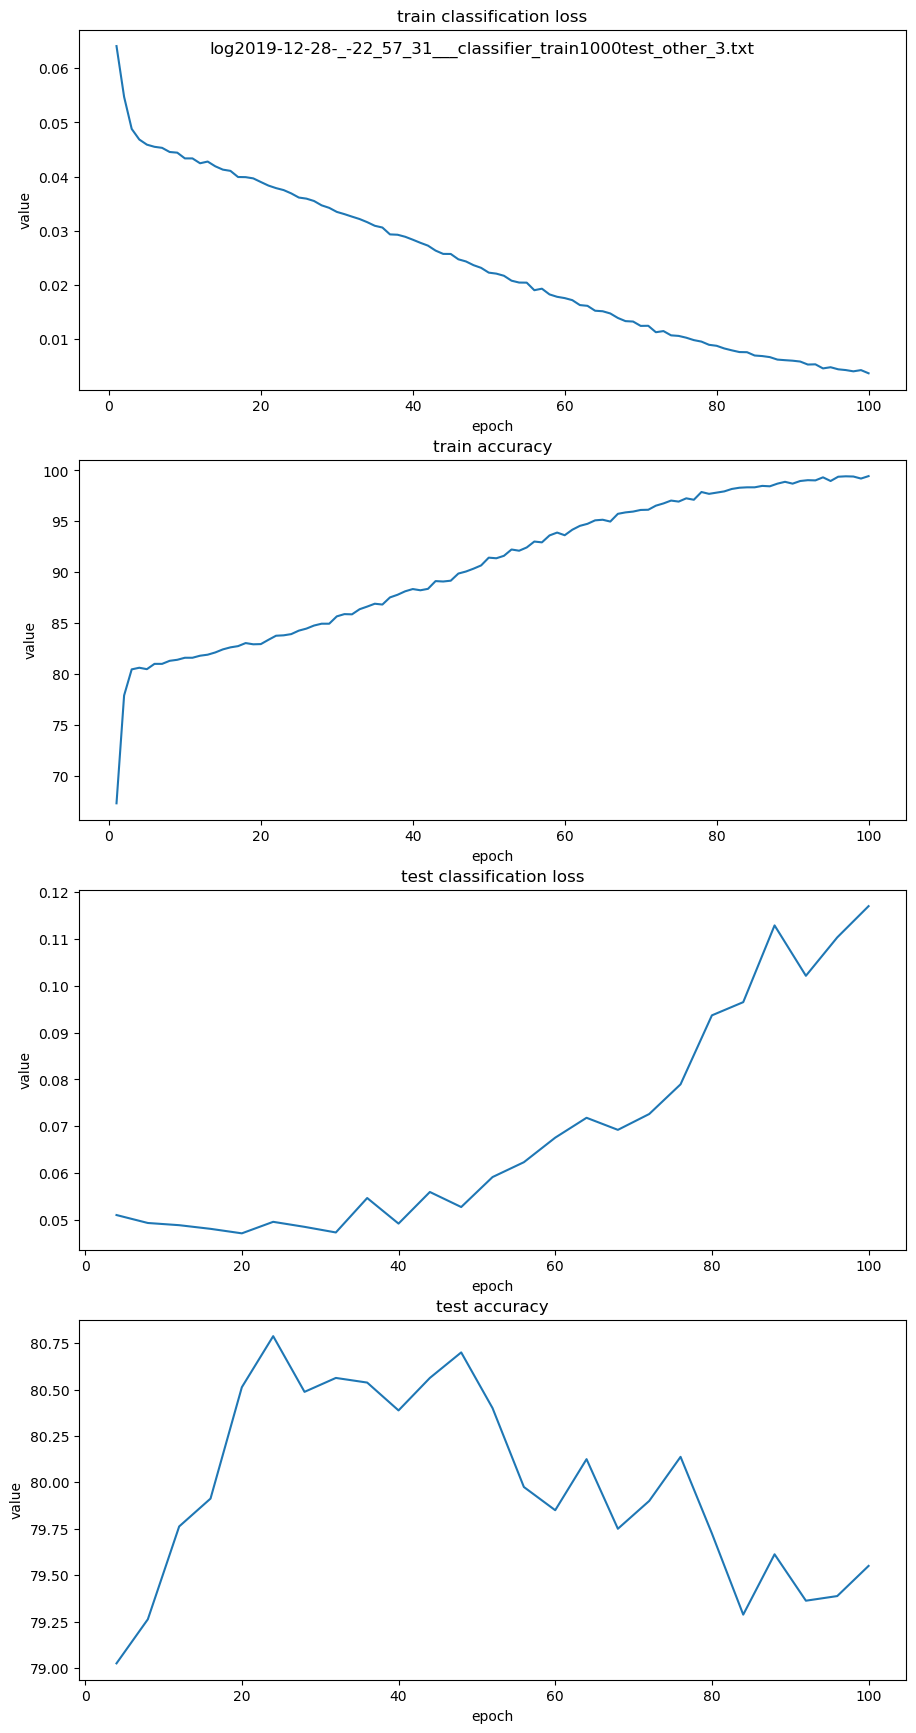 train classification loss
log2019-12-28-_-22_57_31___classifier_train1000test_other_3.txt
0.06
0.05
0.04
0.03
0.02
0.01
value
0 20 40 60 80 100
epoch
train accuracy
100
95
90
85
80
75
70
value
0 20 40 60 80 100
epoch
test classification loss
0.12
0.11
0.10
0.09
0.08
0.07
0.06
0.05
value
0 20 40 60 80 100
epoch
test accuracy
80.75
80.50
80.25
80.00
79.75
79.50
79.25
79.00
value
0 20 40 60 80 100
epoch